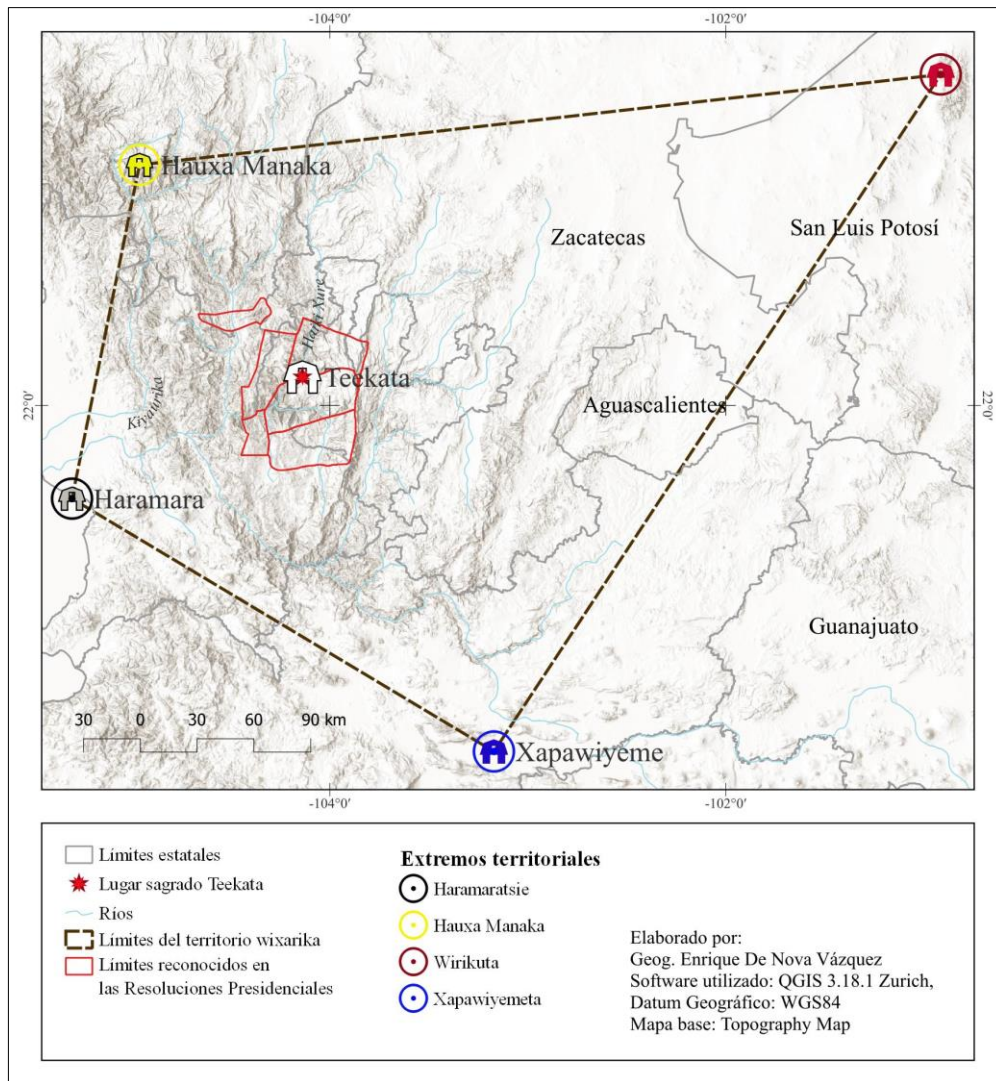 -104°0'
-102°0'
Hauxa Manaka
Zacatecas
San Luis Potosí
Teekata
22°0'
22°0'
Aguascalientes
Haramara
Guanajuato
30 0 30 60 90 km
Xapawiyeme
-104°0'
-102°0'
Límites estatales
Lugar sagrado Teekata
Ríos
Límites del territorio wixarika
Límites reconocidos en
las Resoluciones Presidenciales
Extremos territoriales
Haramaratsie
Hauxa Manaka
Wirikuta
Xapawiyemeta
Elaborado por:
Geog. Enrique De Nova Vázquez
Software utilizado: QGIS 3.18.1 Zurich,
Datum Geográfico: WGS84
Mapa base: Topography Map